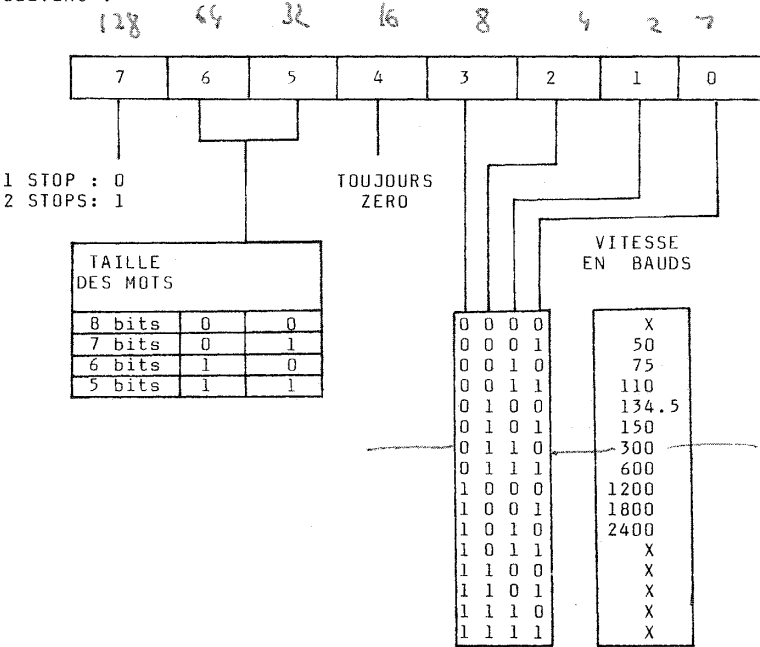 128 64 32 16 8 4 2 1
7 6 5 4 3 2 1 0
1 STOP : 0
2 STOPS: 1
TOUJOURS
ZERO
VITESSE
EN BAUDS
TAILLE
DES MOTS
8 bits 0 0
7 bits 0 1
6 bits 1 0
5 bits 1 1
0 0 0 0 X
0 0 0 1 50
0 0 1 0 75
0 0 1 1 110
0 1 0 0 134.5
0 1 0 1 150
0 1 1 0 300
0 1 1 1 600
1 0 0 0 1200
1 0 0 1 1800
1 0 1 0 2400
1 0 1 1 X
1 1 0 0 X
1 1 0 1 X
1 1 1 0 X
1 1 1 1 X